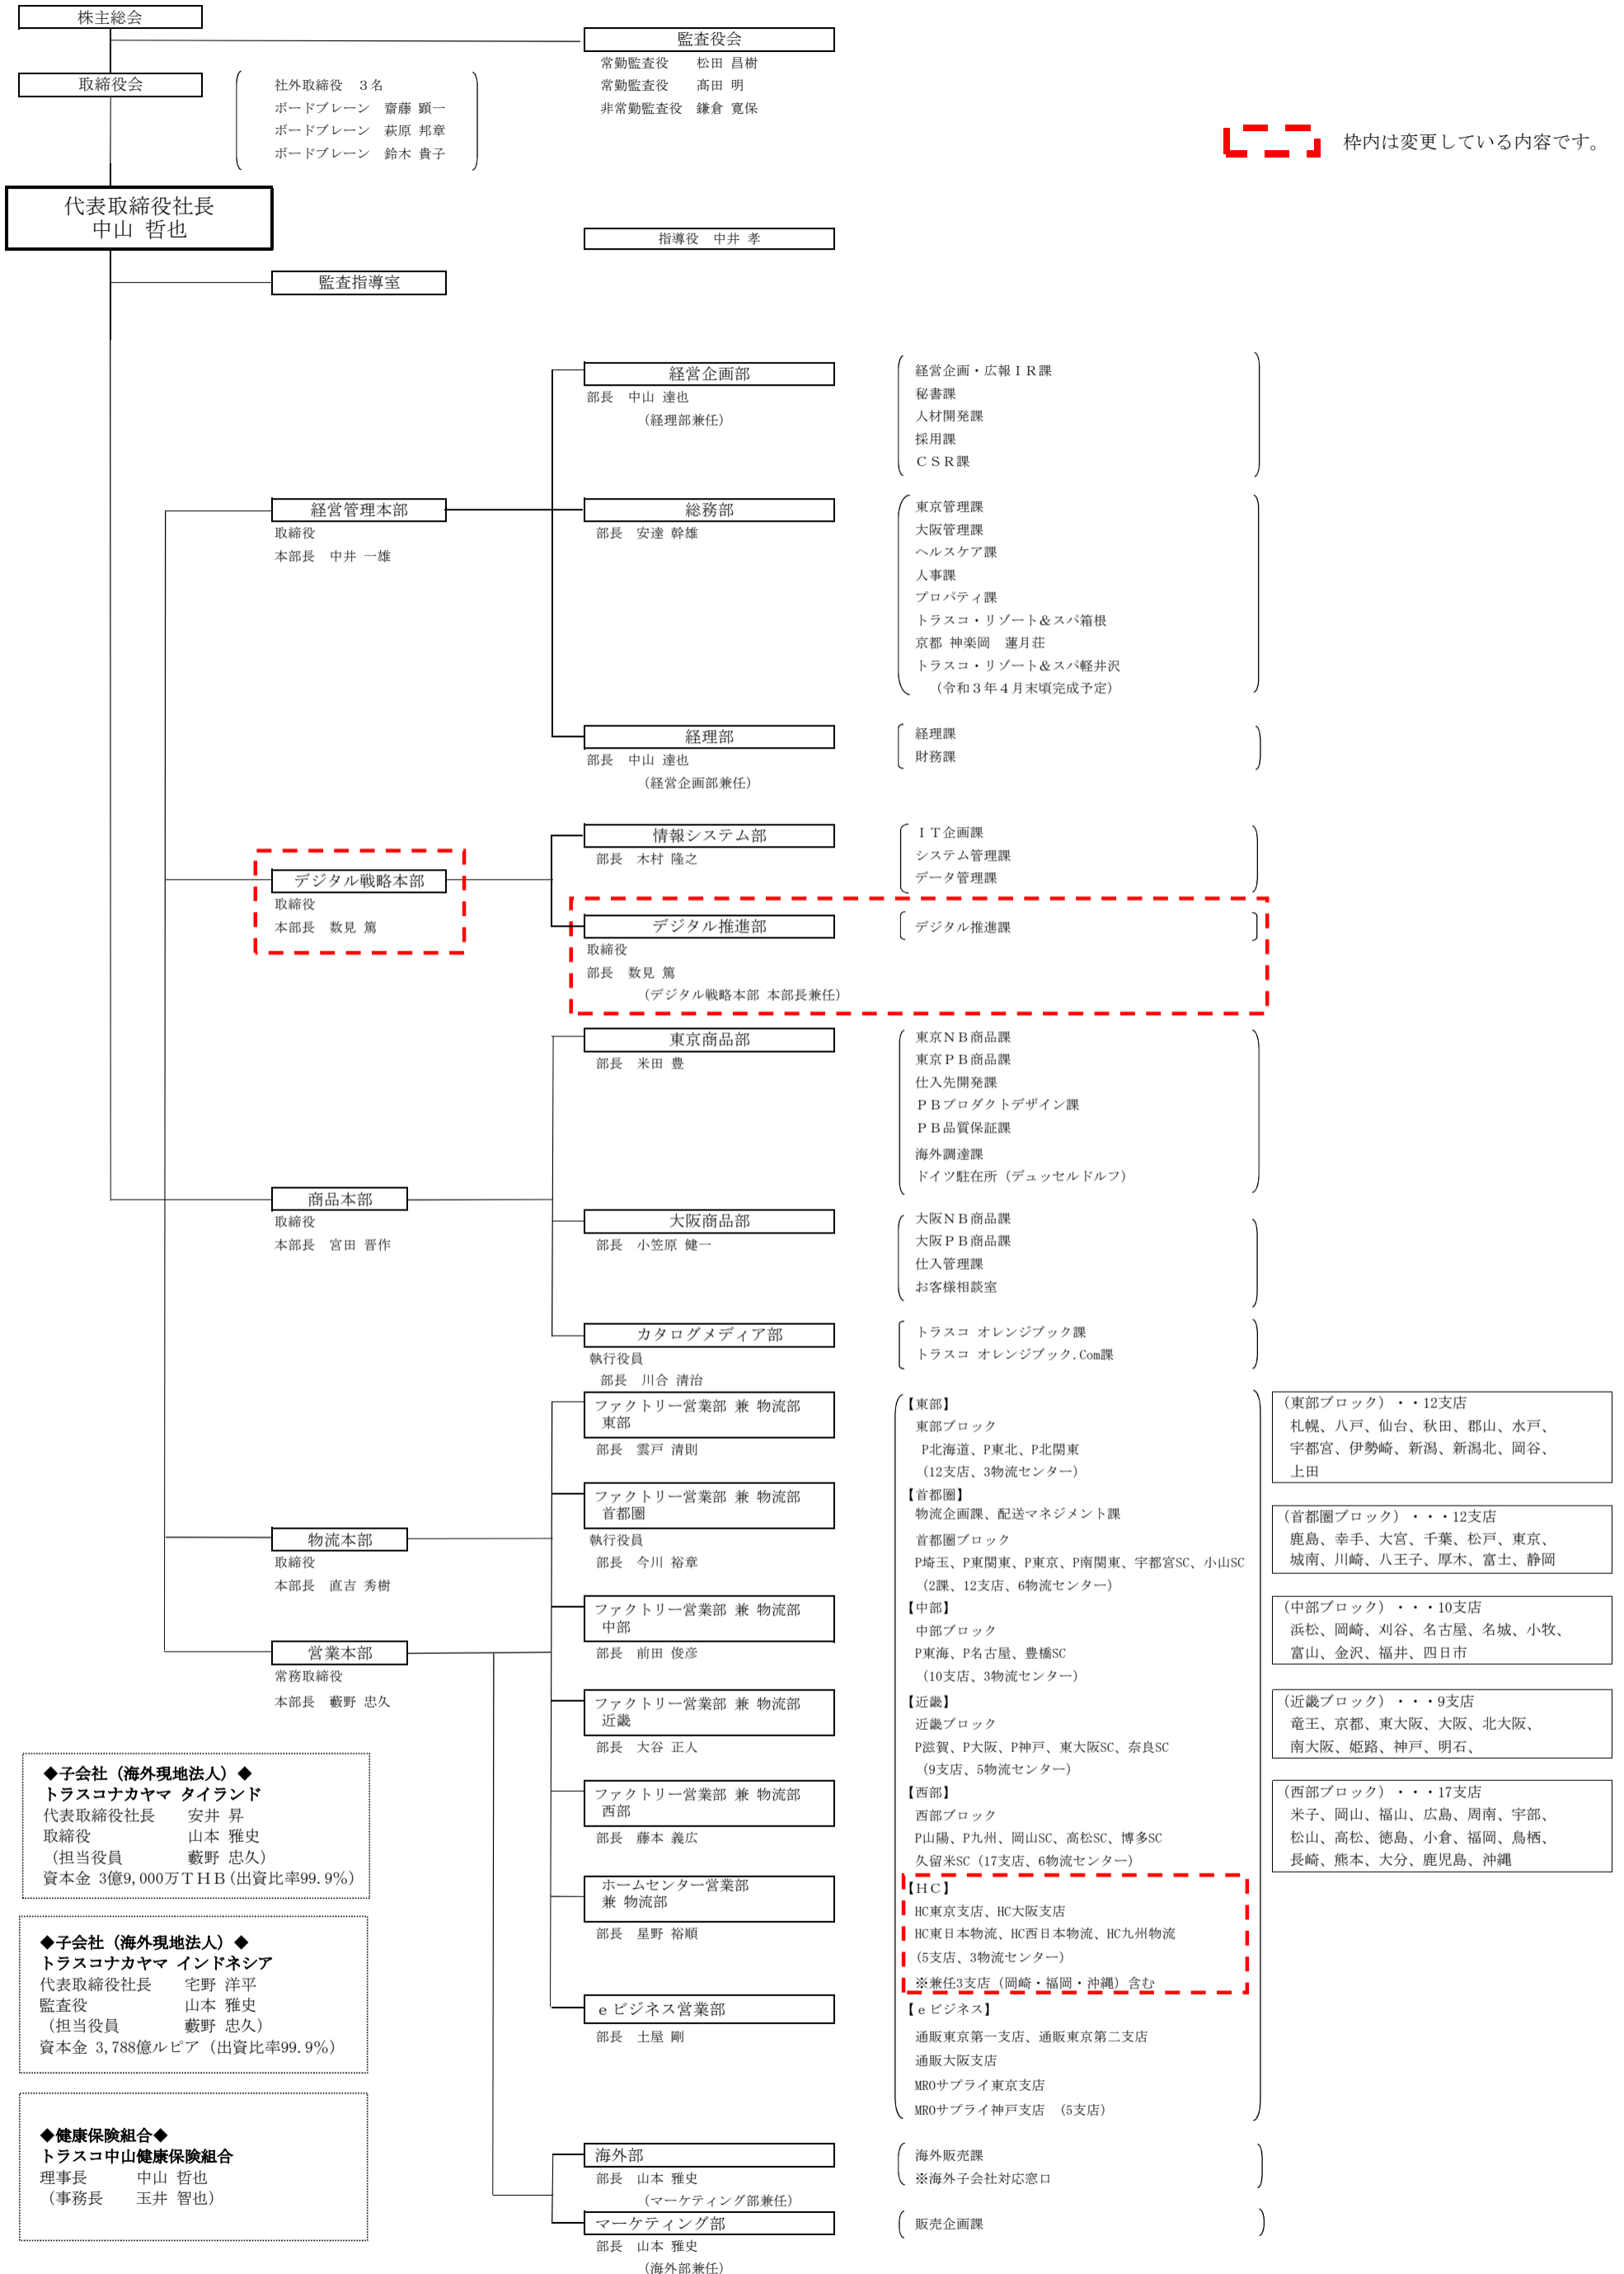 株主総会
監査役会
常勤監査役　松田 昌樹
常勤監査役　髙田 明
非常勤監査役　鎌倉 寛保
取締役会
社外取締役　３名
ボードブレーン　齋藤 顕一
ボードブレーン　萩原 邦章
ボードブレーン　鈴木 貴子
枠内は変更している内容です。
代表取締役社長
中山 哲也
指導役　中井 孝
監査指導室
経営企画部
部長　中山 達也
（経理部兼任）
経営企画・広報ＩＲ課
秘書課
人材開発課
採用課
ＣＳＲ課
経営管理本部
取締役
本部長　中井 一雄
総務部
部長　安達 幹雄
東京管理課
大阪管理課
ヘルスケア課
人事課
プロパティ課
トラスコ・リゾート＆スパ箱根
京都 神楽岡　蓮月荘
トラスコ・リゾート＆スパ軽井沢
（令和３年４月末頃完成予定）
経理部
部長　中山 達也
（経営企画部兼任）
経理課
財務課
デジタル戦略本部
取締役
本部長　数見 篤
情報システム部
部長　木村 隆之
ＩＴ企画課
システム管理課
データ管理課
デジタル推進部
取締役
部長　数見 篤
（デジタル戦略本部 本部長兼任）
デジタル推進課
商品本部
取締役
本部長　宮田 晋作
東京商品部
部長　米田 豊
東京ＮＢ商品課
東京ＰＢ商品課
仕入先開発課
ＰＢプロダクトデザイン課
ＰＢ品質保証課
海外調達課
ドイツ駐在所（デュッセルドルフ）
大阪商品部
部長　小笠原 健一
大阪ＮＢ商品課
大阪ＰＢ商品課
仕入管理課
お客様相談室
カタログメディア部
執行役員
部長　川合 清治
トラスコ オレンジブック課
トラスコ オレンジブック.Com課
物流本部
取締役
本部長　直吉 秀樹
営業本部
常務取締役
本部長　藪野 忠久
ファクトリー営業部 兼 物流部
東部
部長　雲戸 清則
【東部】
東部ブロック
P北海道、P東北、P北関東
（12支店、3物流センター）
（東部ブロック）・・12支店
札幌、八戸、仙台、秋田、郡山、水戸、
宇都宮、伊勢崎、新潟、新潟北、岡谷、
上田
ファクトリー営業部 兼 物流部
首都圏
執行役員
部長　今川 裕章
【首都圏】
物流企画課、配送マネジメント課
首都圏ブロック
P埼玉、P東関東、P東京、P南関東、宇都宮SC、小山SC
（2課、12支店、6物流センター）
（首都圏ブロック）・・・12支店
鹿島、幸手、大宮、千葉、松戸、東京、
城南、川崎、八王子、厚木、富士、静岡
ファクトリー営業部 兼 物流部
中部
部長　前田 俊彦
【中部】
中部ブロック
P東海、P名古屋、豊橋SC
（10支店、3物流センター）
（中部ブロック）・・・10支店
浜松、岡崎、刈谷、名古屋、名城、小牧、
富山、金沢、福井、四日市
ファクトリー営業部 兼 物流部
近畿
部長　大谷 正人
【近畿】
近畿ブロック
P滋賀、P大阪、P神戸、東大阪SC、奈良SC
（9支店、5物流センター）
（近畿ブロック）・・・9支店
竜王、京都、東大阪、大阪、北大阪、
南大阪、姫路、神戸、明石、
ファクトリー営業部 兼 物流部
西部
部長　藤本 義広
【西部】
西部ブロック
P山陽、P九州、岡山SC、高松SC、博多SC
久留米SC（17支店、6物流センター）
（西部ブロック）・・・17支店
米子、岡山、福山、広島、周南、宇部、
松山、高松、徳島、小倉、福岡、鳥栖、
長崎、熊本、大分、鹿児島、沖縄
ホームセンター営業部
兼 物流部
部長　星野 裕順
【ＨＣ】
HC東京支店、HC大阪支店
HC東日本物流、HC西日本物流、HC九州物流
（5支店、3物流センター）
※兼任3支店（岡崎・福岡・沖縄）含む
ｅビジネス営業部
部長　土屋 剛
【ｅビジネス】
通販東京第一支店、通販東京第二支店
通販大阪支店
MROサプライ東京支店
MROサプライ神戸支店　（5支店）
海外部
部長　山本 雅史
（マーケティング部兼任）
海外販売課
※海外子会社対応窓口
マーケティング部
部長　山本 雅史
（海外部兼任）
販売企画課
◆子会社（海外現地法人）◆
トラスコナカヤマ タイランド
代表取締役社長　安井 昇
取締役　山本 雅史
（担当役員　藪野 忠久）
資本金 3億9,000万ＴＨＢ(出資比率99.9%)
◆子会社（海外現地法人）◆
トラスコナカヤマ インドネシア
代表取締役社長　宅野 洋平
監査役　山本 雅史
（担当役員　藪野 忠久）
資本金 3,788億ルピア（出資比率99.9%）
◆健康保険組合◆
トラスコ中山健康保険組合
理事長　中山 哲也
（事務長　玉井 智也）